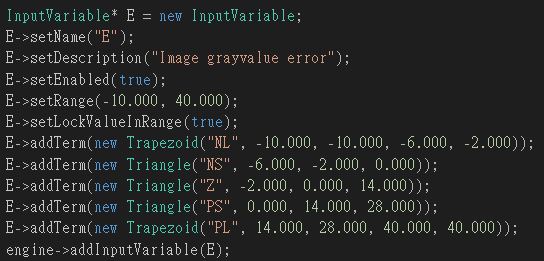 InputVariable* E = new InputVariable;
E->setName("E");
E->setDescription("Image grayvalue error");
E->setEnabled(true);
E->setRange(-10.000, 40.000);
E->setLockValueInRange(true);
E->addTerm(new Trapezoid("NL", -10.000, -10.000, -6.000, -2.000));
E->addTerm(new Triangle("NS", -6.000, -2.000, 0.000));
E->addTerm(new Triangle("Z", -2.000, 0.000, 14.000));
E->addTerm(new Triangle("PS", 0.000, 14.000, 28.000));
E->addTerm(new Trapezoid("PL", 14.000, 28.000, 40.000, 40.000));
engine->addInputVariable(E);